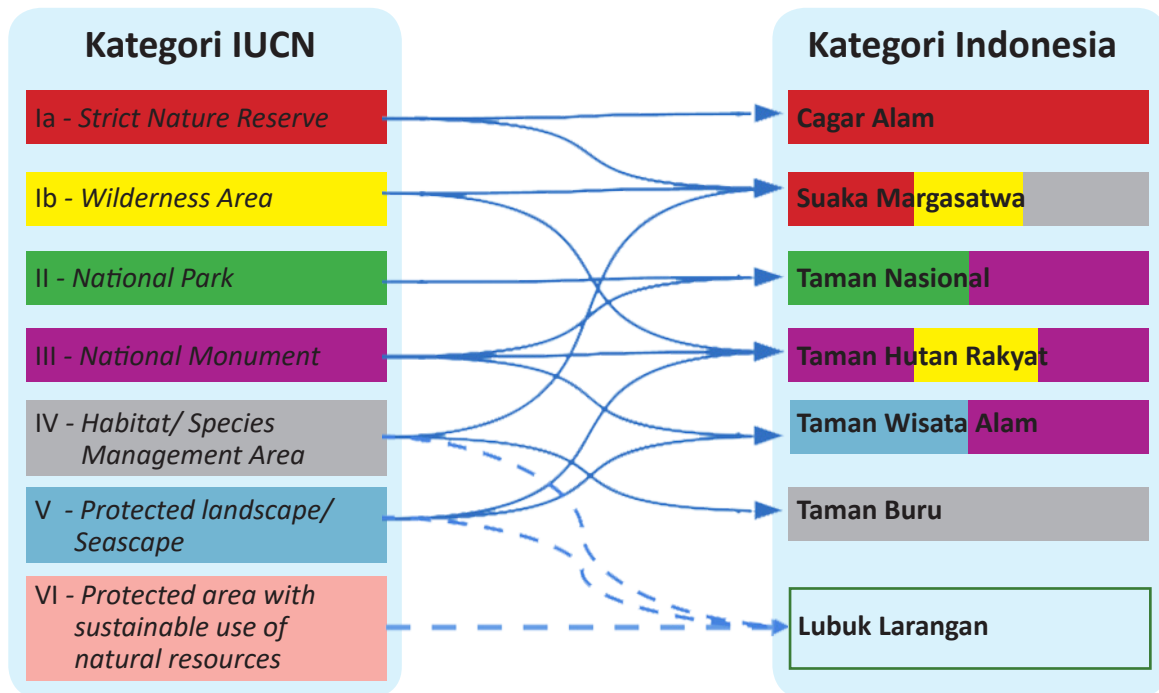 Kategori IUCN
Ia - Strict Nature Reserve
Ib - Wilderness Area
II - National Park
III - National Monument
IV - Habitat/ Species
Management Area
V - Protected landscape/
Seascape
VI - Protected area with
sustainable use of
natural resources
Kategori Indonesia
Cagar Alam
Suaka Margasatwa
Taman Nasional
Taman Hutan Rakyat
Taman Wisata Alam
Taman Buru
Lubuk Larangan